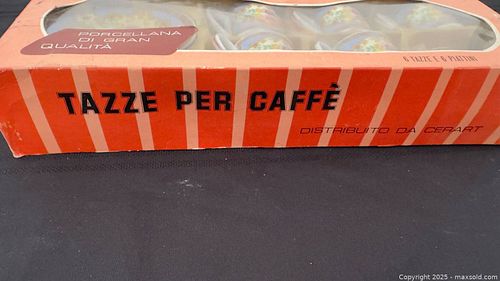 PORCELLANA
DI GRAN
QUALITÀ
6 TAZZE E 6 PIATTINI
TAZZE PER CAFFÈ
DISTRIBUITO DA CERART
Copyright © 2025 - maxsold.com